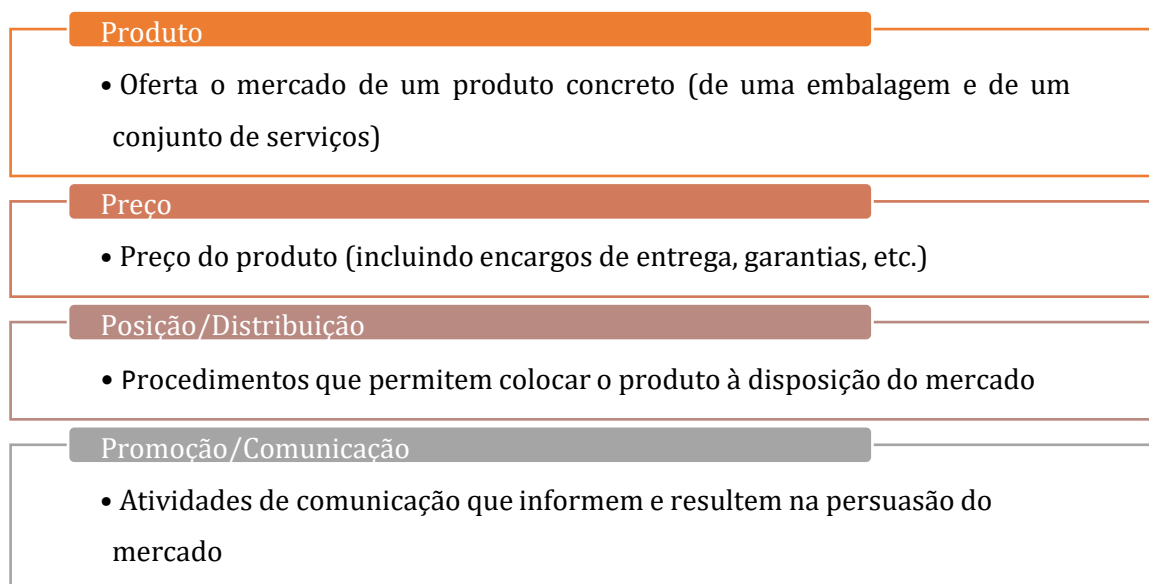 Produto
• Oferta o mercado de um produto concreto (de uma embalagem e de um
conjunto de serviços)
Preço
• Preço do produto (incluindo encargos de entrega, garantias, etc.)
Posição/Distribuição
• Procedimentos que permitem colocar o produto à disposição do mercado
Promoção/Comunicação
• Atividades de comunicação que informem e resultem na persuasão do
mercado